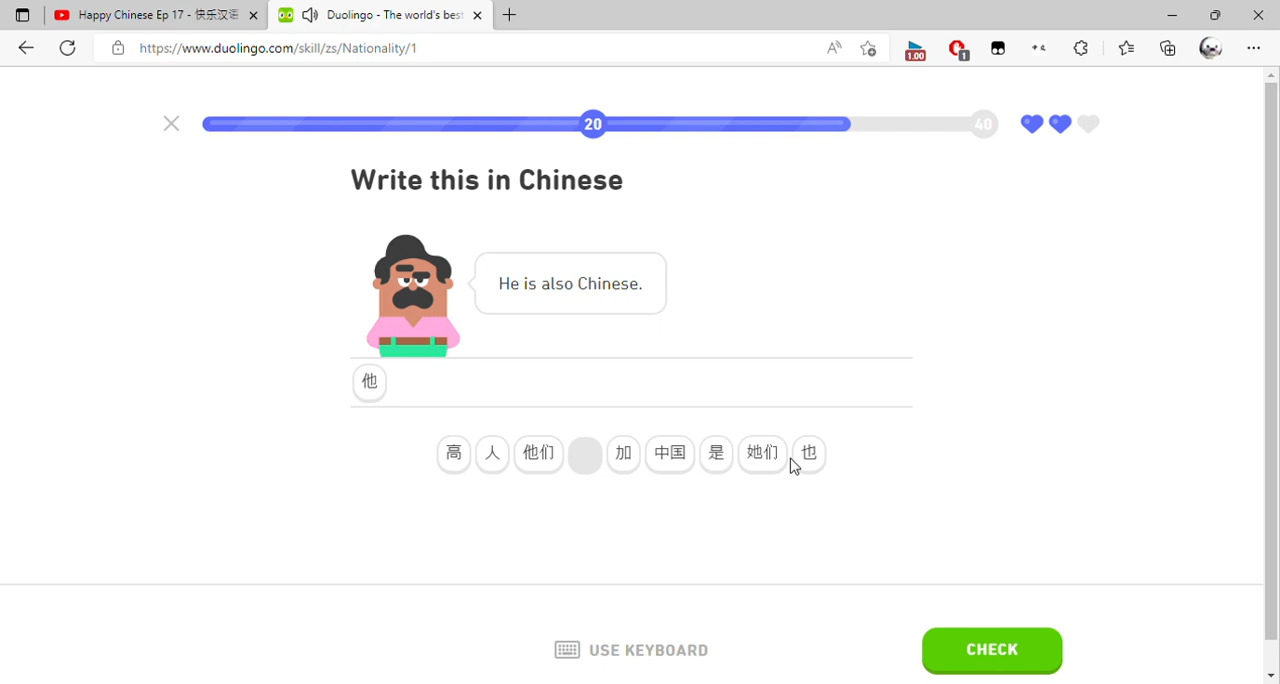 Happy Chinese Ep 17 - 快乐汉语
Duolingo - The world's best
https://www.duolingo.com/skill/zs/Nationality/1
1.00
1
20
40
Write this in Chinese
He is also Chinese.
他
高 人 他们 加 中国 是 她们 也
USE KEYBOARD
CHECK